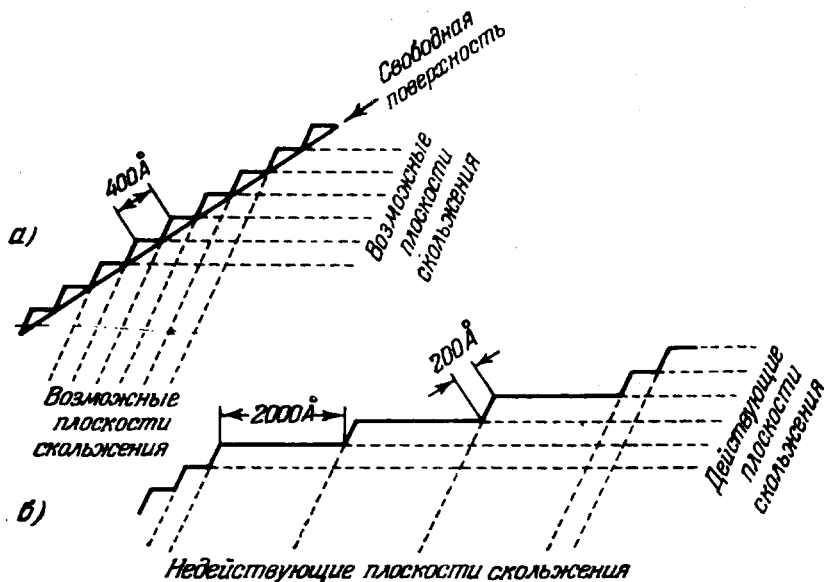 Свободная
поверхность
400Å
Возможные
плоскости
скольжения
а)
Возможные
плоскости
скольжения
200Å
2000Å
Действующие
плоскости
скольжения
б)
Недействующие плоскости скольжения